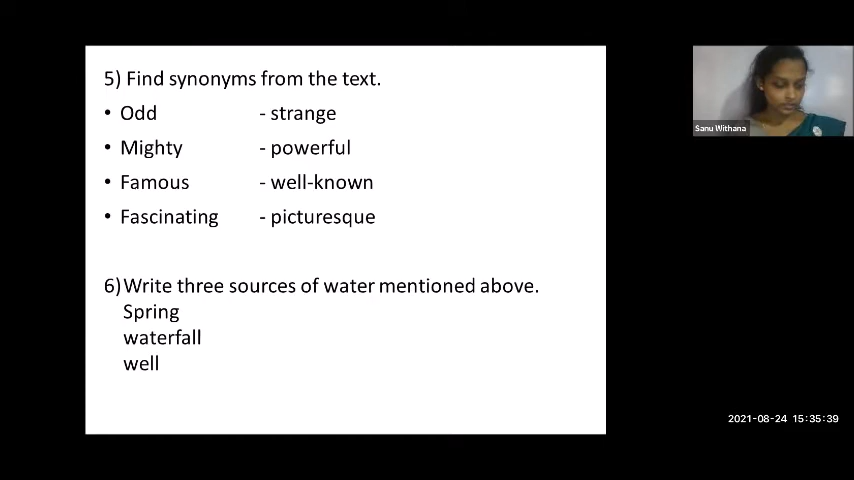 5) Find synonyms from the text.
• Odd - strange
• Mighty - powerful
• Famous - well-known
• Fascinating - picturesque
6)Write three sources of water mentioned above.
Spring
waterfall
well
Sanu Withana
2021-08-24 15:35:39